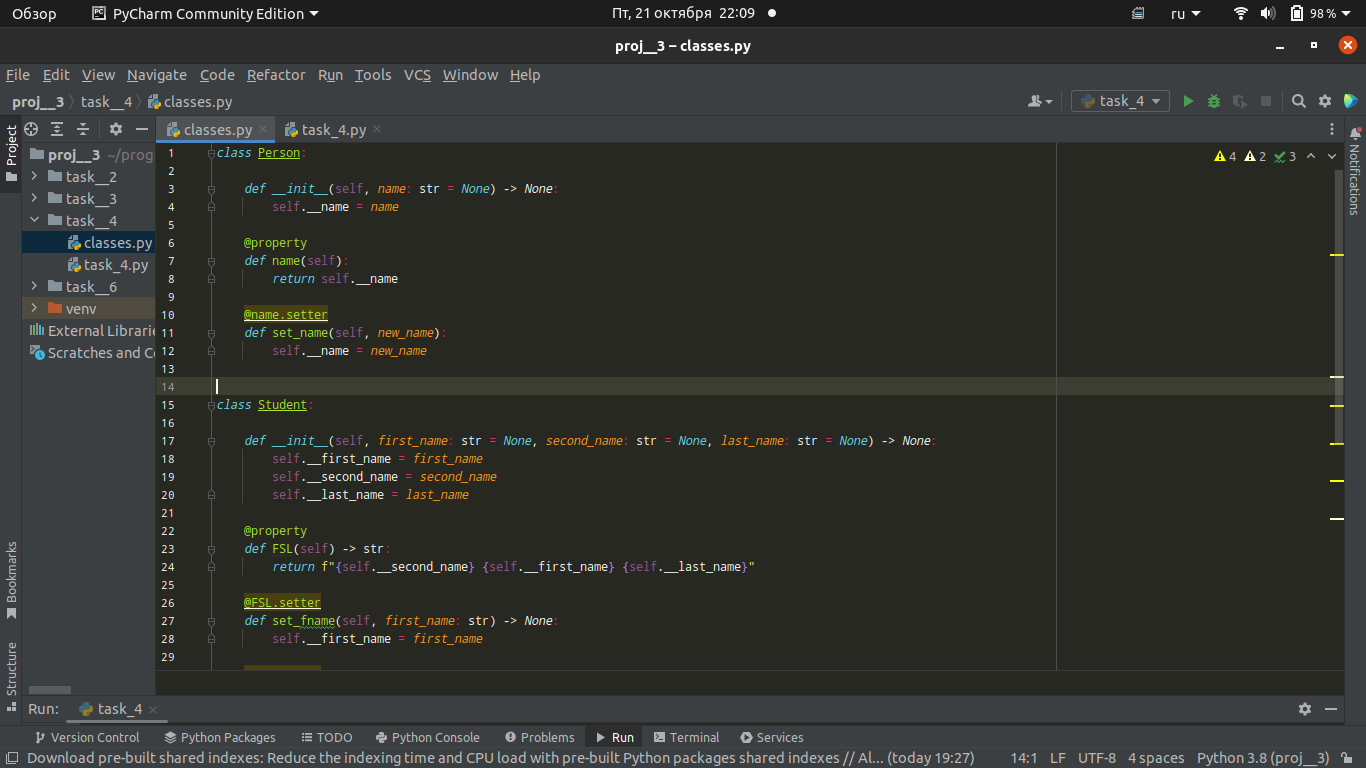 Обзор PyCharm Community Edition Пт, 21 октября 22:09 ru 98 %
proj__3 – classes.py
File Edit View Navigate Code Refactor Run Tools VCS Window Help
proj__3 task__4 classes.py task_4
Project
classes.py task_4.py
Notifications
proj__3 ~/prog
task__2
task__3
task__4
classes.py
task_4.py
task__6
venv
External Librarie
Scratches and Co
4 2 3
1 class Person:
2
3 def __init__(self, name: str = None) -> None:
4 self.__name = name
5
6 @property
7 def name(self):
8 return self.__name
9
10 @name.setter
11 def set_name(self, new_name):
12 self.__name = new_name
13
14
15 class Student:
16
17 def __init__(self, first_name: str = None, second_name: str = None, last_name: str = None) -> None:
18 self.__first_name = first_name
19 self.__second_name = second_name
20 self.__last_name = last_name
21
22 @property
23 def FSL(self) -> str:
24 return f"{self.__second_name} {self.__first_name} {self.__last_name}"
25
26 @FSL.setter
27 def set_fname(self, first_name: str) -> None:
28 self.__first_name = first_name
29
Bookmarks
Structure
Run: task_4
Version Control Python Packages TODO Python Console Problems Run Terminal Services
Download pre-built shared indexes: Reduce the indexing time and CPU load with pre-built Python packages shared indexes // Al... (today 19:27) 14:1 LF UTF-8 4 spaces Python 3.8 (proj__3)